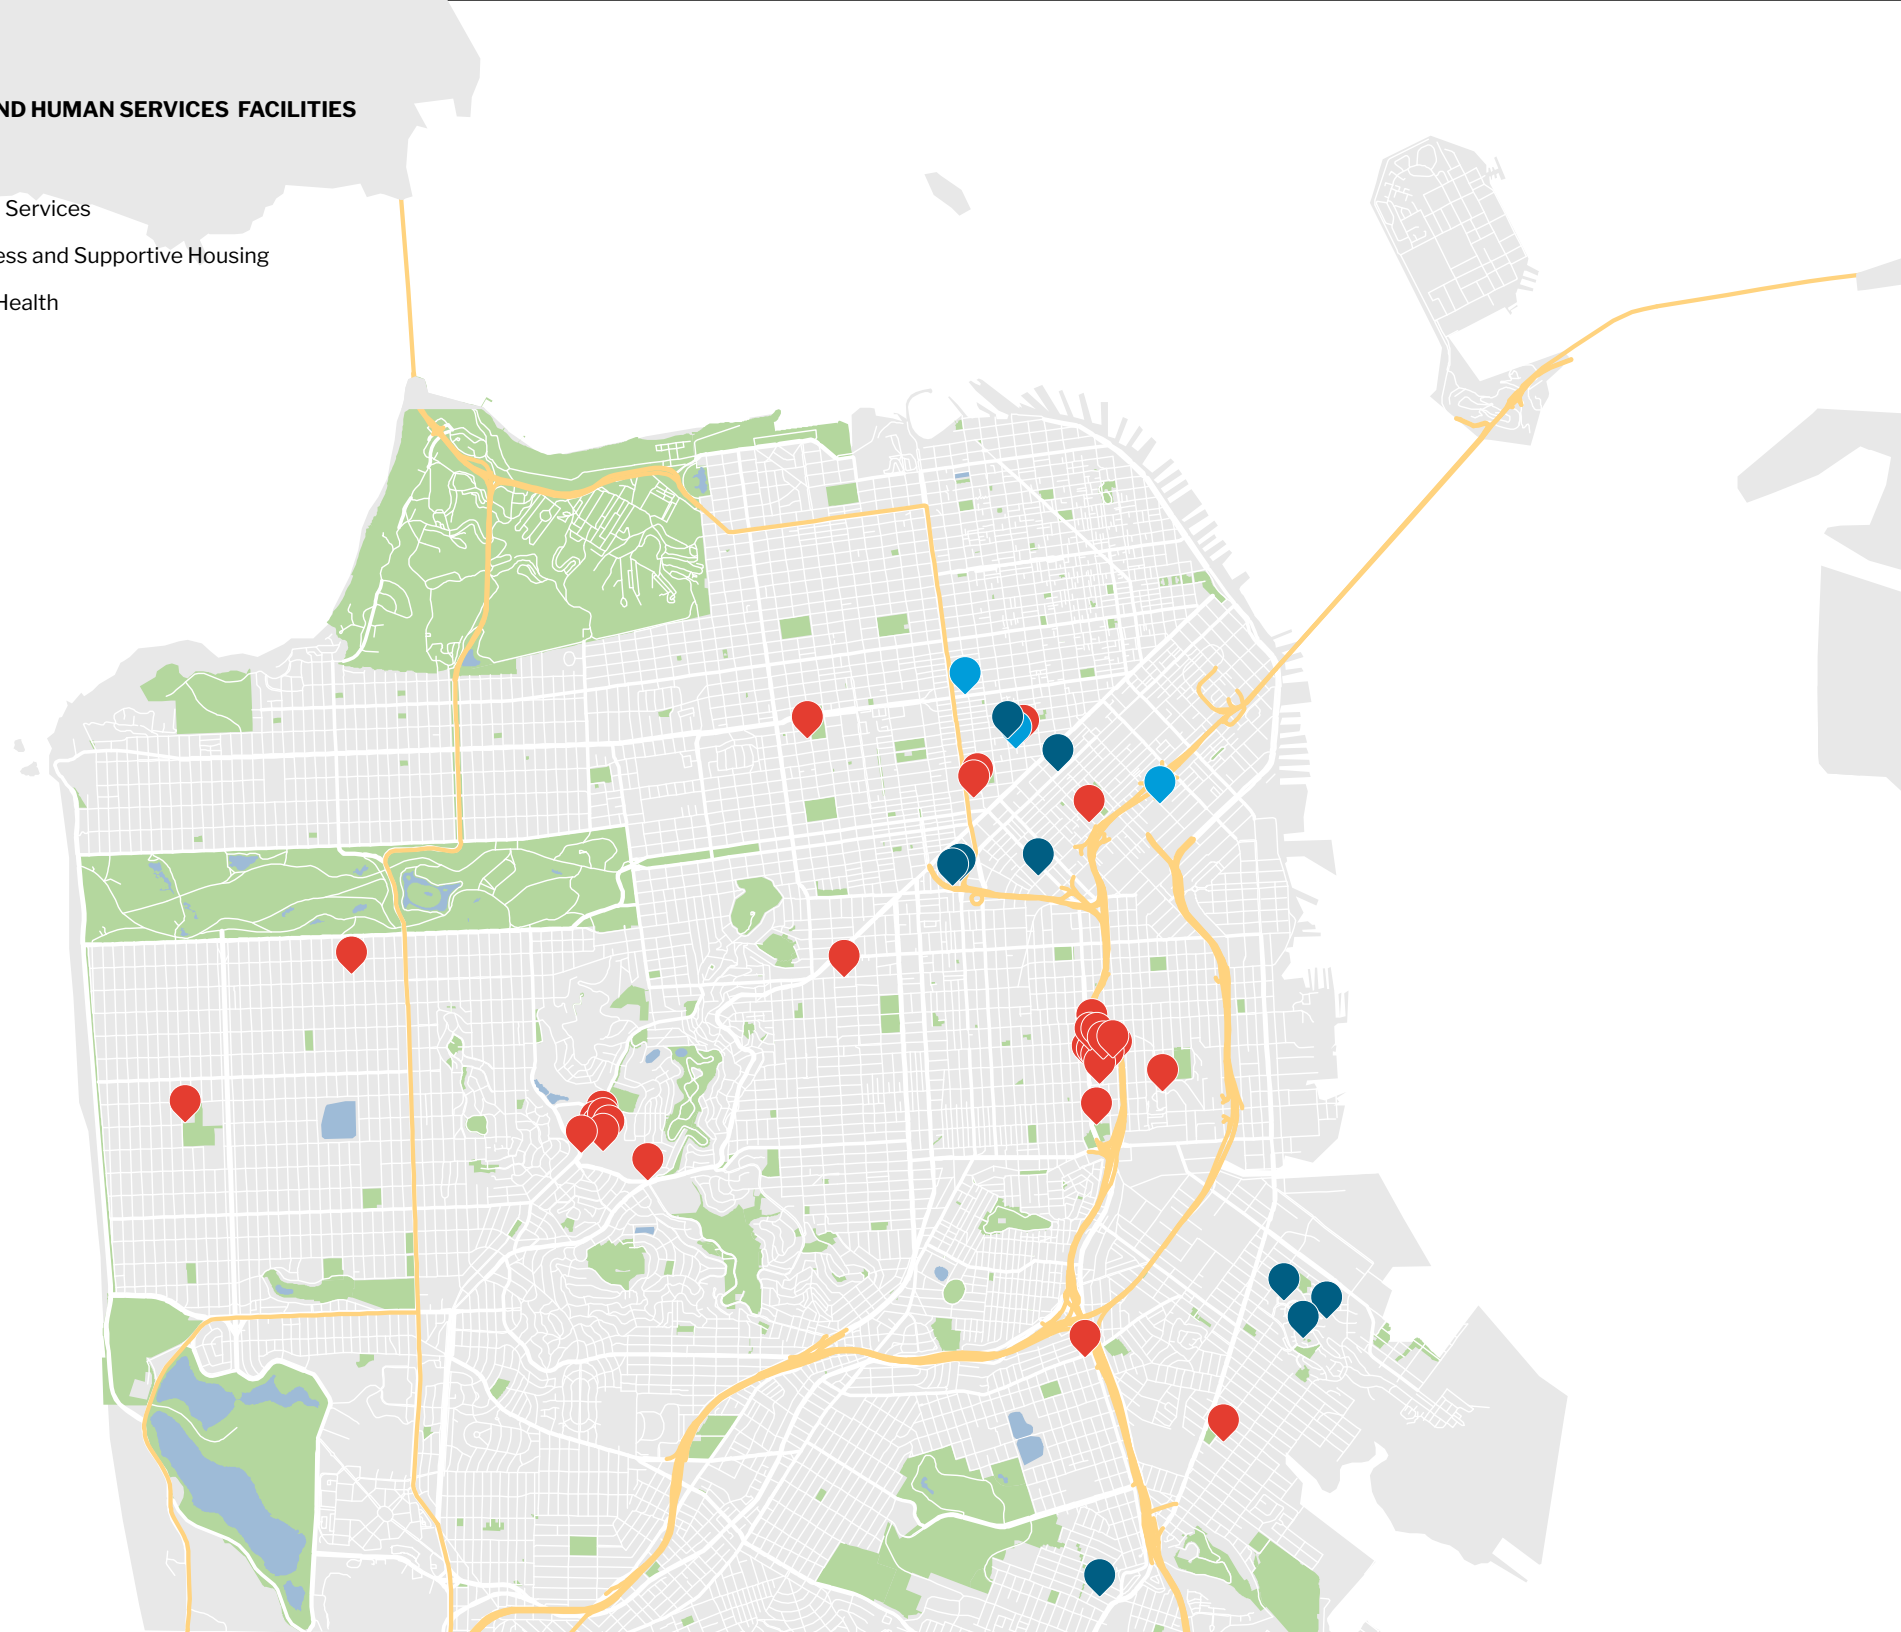 ND HUMAN SERVICES FACILITIES
Services
ess and Supportive Housing
Health